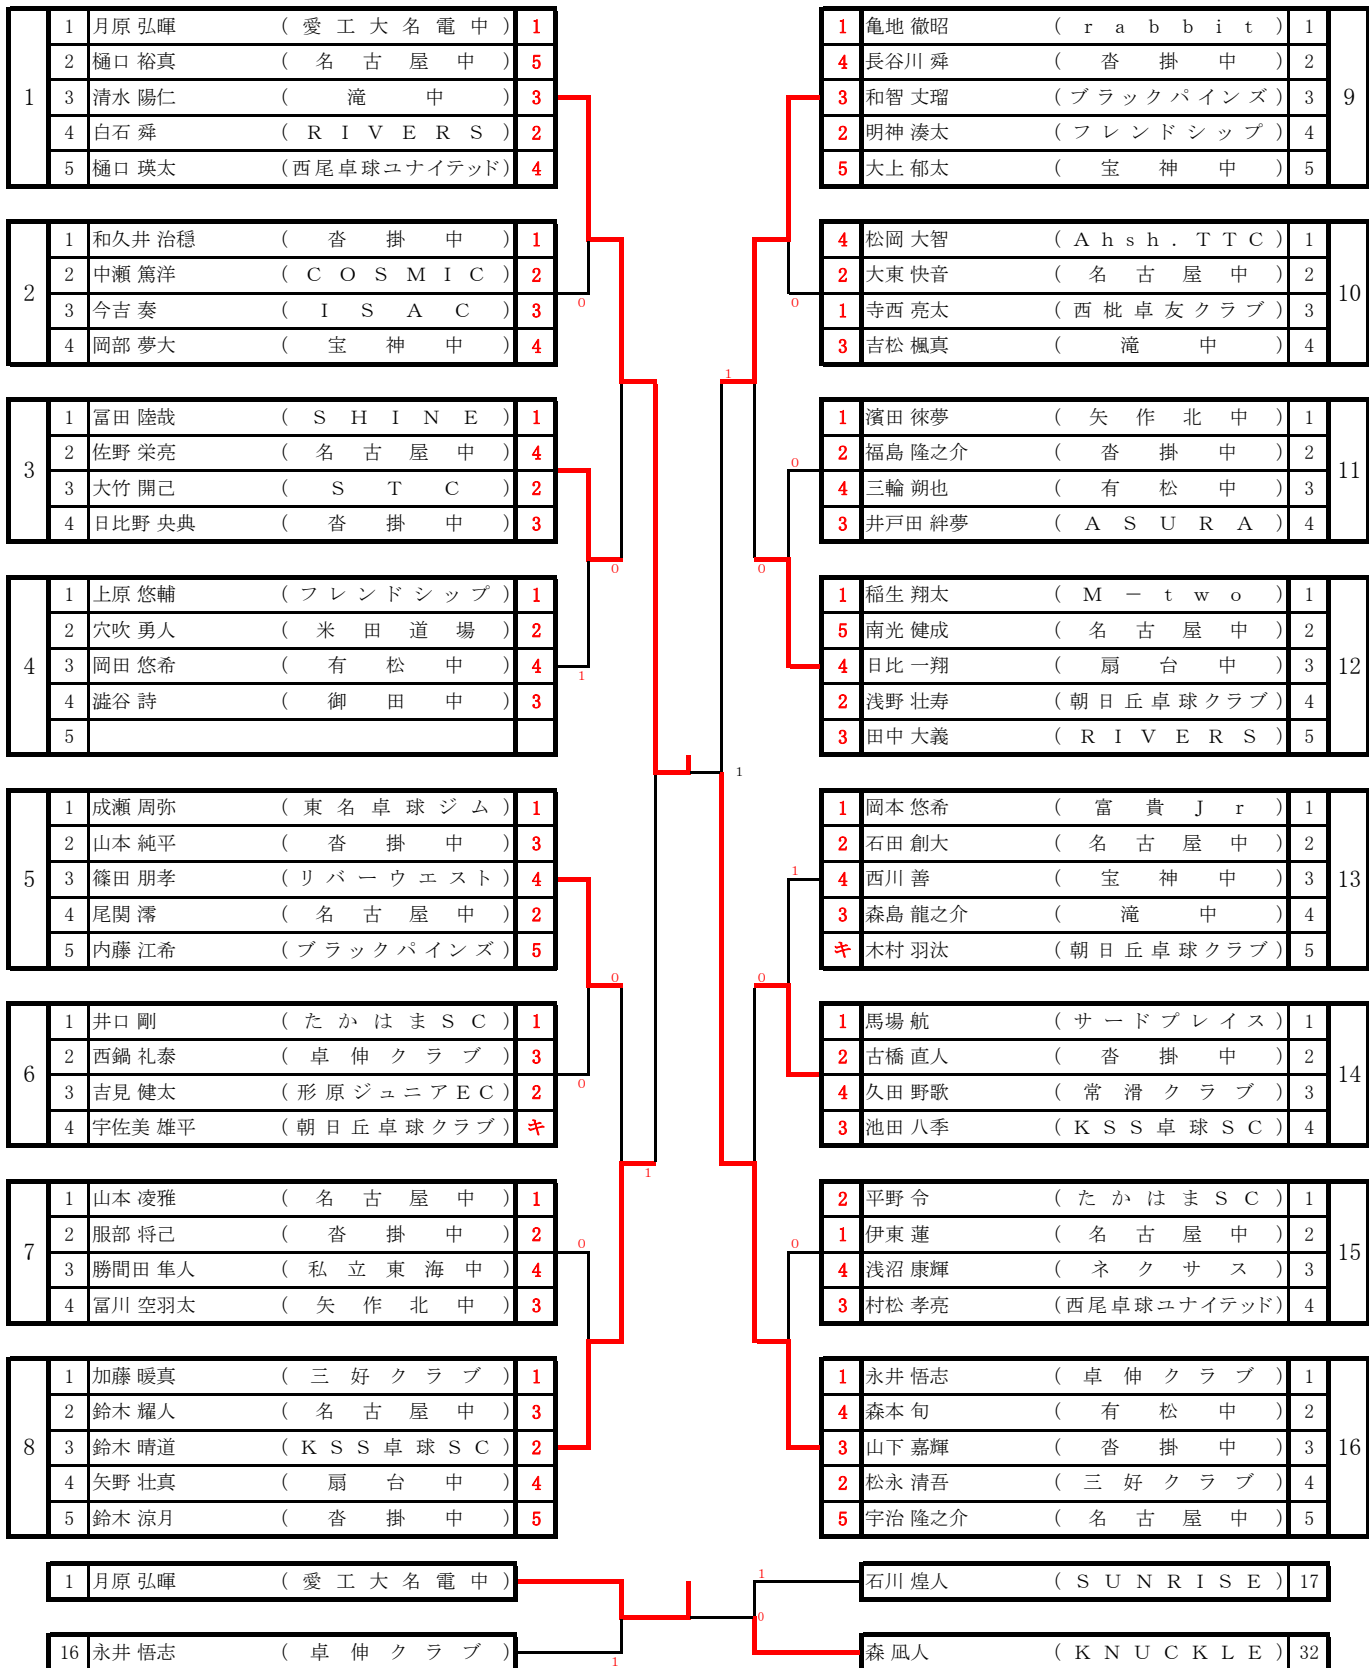 1
1 月原 弘暉 (愛工大名電中) 1
2 樋口 裕真 (名古屋中) 5
3 清水 陽仁 (滝中) 3
4 白石 舜 (RIVERS) 2
5 樋口 瑛太 (西尾卓球ユナイテッド) 4
2
1 和久井 治穏 (沓掛中) 1
2 中瀬 篤洋 (COSMIC) 2
3 今吉 奏 (ISAC) 3
4 岡部 夢大 (宝神中) 4
0
3
1 冨田 陸哉 (SHINE) 1
2 佐野 栄亮 (名古屋中) 4
3 大竹 開己 (STC) 2
4 日比野 央典 (沓掛中) 3
0
4
1 上原 悠輔 (フレンドシップ) 1
2 穴吹 勇人 (米田道場) 2
3 岡田 悠希 (有松中) 4
4 澁谷 詩 (御田中) 3
5
1
5
1 成瀬 周弥 (東名卓球ジム) 1
2 山本 純平 (沓掛中) 3
3 篠田 朋孝 (リバーウエスト) 4
4 尾関 澪 (名古屋中) 2
5 内藤 江希 (ブラックパインズ) 5
0
6
1 井口 剛 (たかはまSC) 1
2 西鍋 礼泰 (卓伸クラブ) 3
3 吉見 健太 (形原ジュニアEC) 2
4 宇佐美 雄平 (朝日丘卓球クラブ) キ
0
1
7
1 山本 凌雅 (名古屋中) 1
2 服部 将己 (沓掛中) 2
3 勝間田 隼人 (私立東海中) 4
4 冨川 空羽太 (矢作北中) 3
0
8
1 加藤 暖真 (三好クラブ) 1
2 鈴木 耀人 (名古屋中) 3
3 鈴木 晴道 (KSS卓球SC) 2
4 矢野 壮真 (扇台中) 4
5 鈴木 涼月 (沓掛中) 5
9
1 亀地 徹昭 (rabbit) 1
4 長谷川 舜 (沓掛中) 2
3 和智 丈瑠 (ブラックパインズ) 3
2 明神 湊太 (フレンドシップ) 4
5 大上 郁太 (宝神中) 5
10
4 松岡 大智 (Ahsh.TTC) 1
2 大東 快音 (名古屋中) 2
1 寺西 亮太 (西枇卓友クラブ) 3
3 吉松 楓真 (滝中) 4
0
1
11
1 濱田 徠夢 (矢作北中) 1
2 福島 隆之介 (沓掛中) 2
4 三輪 朔也 (有松中) 3
3 井戸田 絆夢 (ASURA) 4
0
0
12
1 稲生 翔太 (M-two) 1
5 南光 健成 (名古屋中) 2
4 日比 一翔 (扇台中) 3
2 浅野 壮寿 (朝日丘卓球クラブ) 4
3 田中 大義 (RIVERS) 5
1
13
1 岡本 悠希 (富貴Jr) 1
2 石田 創大 (名古屋中) 2
4 西川 善 (宝神中) 3
3 森島 龍之介 (滝中) 4
キ 木村 羽汰 (朝日丘卓球クラブ) 5
1
0
14
1 馬場 航 (サードプレイス) 1
2 古橋 直人 (沓掛中) 2
4 久田 野歌 (常滑クラブ) 3
3 池田 八季 (KSS卓球SC) 4
15
2 平野 令 (たかはまSC) 1
1 伊東 蓮 (名古屋中) 2
4 浅沼 康輝 (ネクサス) 3
3 村松 孝亮 (西尾卓球ユナイテッド) 4
0
16
1 永井 悟志 (卓伸クラブ) 1
4 森本 旬 (有松中) 2
3 山下 嘉輝 (沓掛中) 3
2 松永 清吾 (三好クラブ) 4
5 宇治 隆之介 (名古屋中) 5
1 月原 弘暉 (愛工大名電中)
16 永井 悟志 (卓伸クラブ)
1
1
石川 煌人 (SUNRISE) 17
0
森 凪人 (KNUCKLE) 32